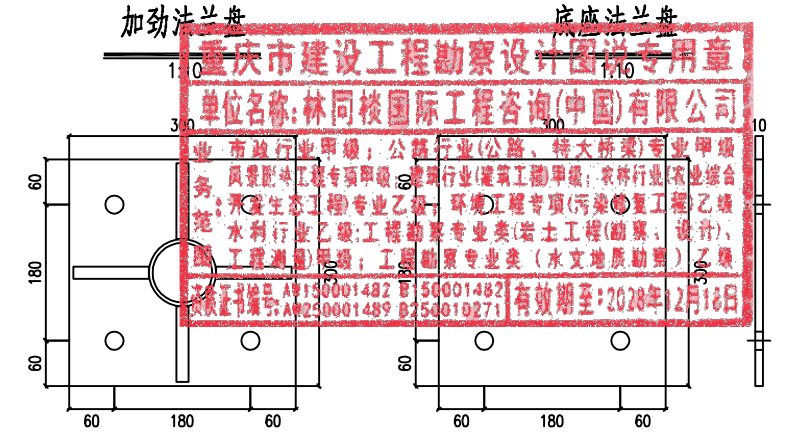 加劲法兰盘 底座法兰盘
重庆市建设工程勘察设计图说专用章
1:10 1:10
单位名称:林同棪国际工程咨询(中国)有限公司
300 300 10
业务范围:
市政行业甲级;公路行业(公路、特大桥梁)专业甲级
风景园林工程专项甲级;建筑行业(建筑工程)甲级;农林行业(农业综合
开发生态工程)专业乙级;环境工程专项(污染修复工程)乙级
水利行业乙级;工程勘察专业类(岩土工程(勘察、设计),
工程测量)甲级;工程勘察专业类(水文地质勘察)乙级
60 180 60 300
60 180 60 300
资质证书编号: A150001482 B150001482
AW250001489 B250010271
有效期至:2028年12月18日
60 180 60 60 180 60